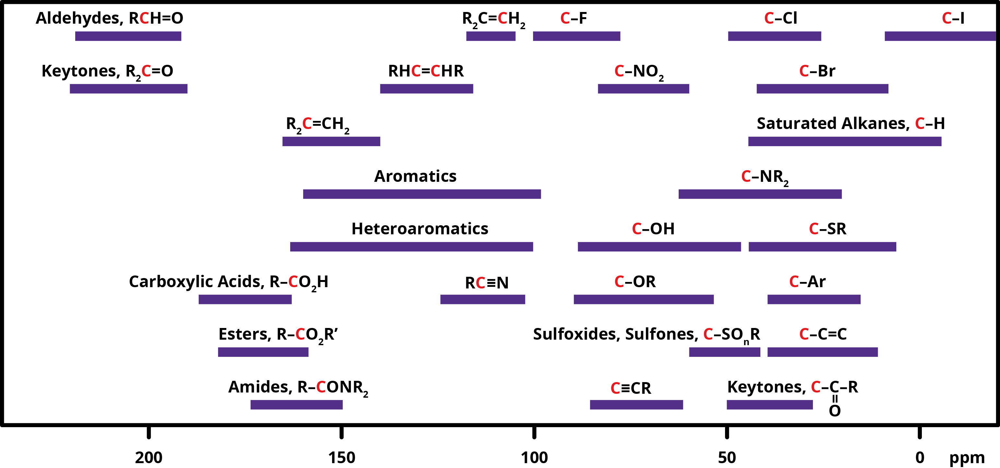 Aldehydes, RCH=O
R₂C=CH₂
C–F
C–Cl
C–I
Keytones, R₂C=O
RHC=CHR
C–NO₂
C–Br
R₂C=CH₂
Saturated Alkanes, C–H
Aromatics
C–NR₂
Heteroaromatics
C–OH
C–SR
Carboxylic Acids, R–CO₂H
RC≡N
C–OR
C–Ar
Esters, R–CO₂R’
Sulfoxides, Sulfones, C–SOₙR
C–C=C
Amides, R–CONR₂
C≡CR
Keytones, C–C–R
=
O
200 150 100 50 0 ppm